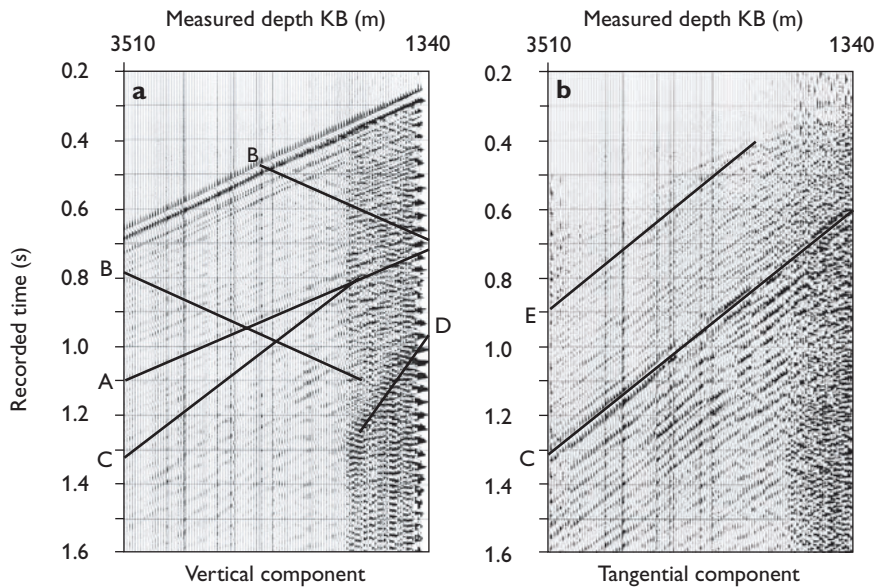 Measured depth KB (m)
3510 1340
0.2
0.4
0.6
0.8
1.0
1.2
1.4
1.6
Recorded time (s)
a
B
B
A
C
D
Vertical component
Measured depth KB (m)
3510 1340
0.2
0.4
0.6
0.8
1.0
1.2
1.4
1.6
b
E
C
Tangential component